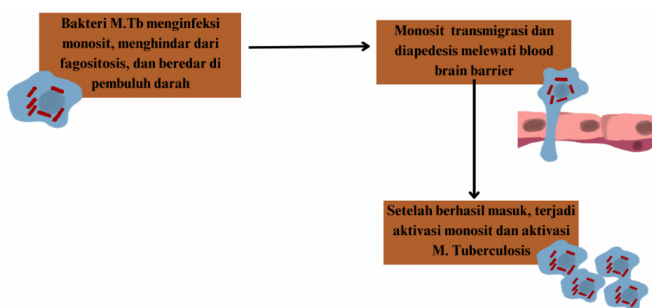 Bakteri M.Tb menginfeksi
monosit, menghindar dari
fagositosis, dan beredar di
pembuluh darah
Monosit transmigrasi dan
diapedesis melewati blood
brain barrier
Setelah berhasil masuk, terjadi
aktivasi monosit dan aktivasi
M. Tuberculosis